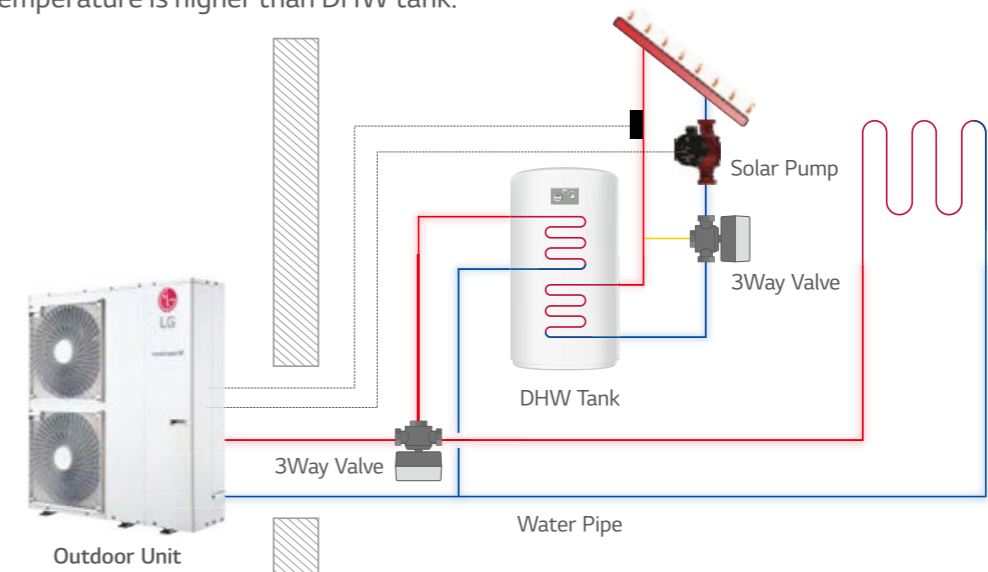 temperature is higher than DHW tank.
Solar Pump
3Way Valve
LG
DHW Tank
3Way Valve
Water Pipe
Outdoor Unit